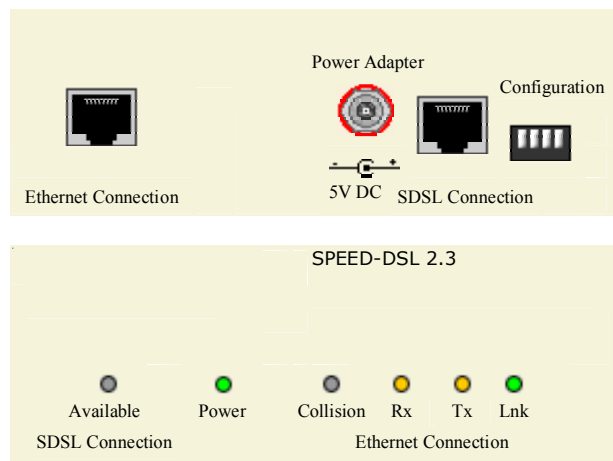 Power Adapter
Configuration
- +
Ethernet Connection
5V DC
SDSL Connection
SPEED-DSL 2.3
Available
Power
Collision
Rx
Tx
Lnk
SDSL Connection
Ethernet Connection